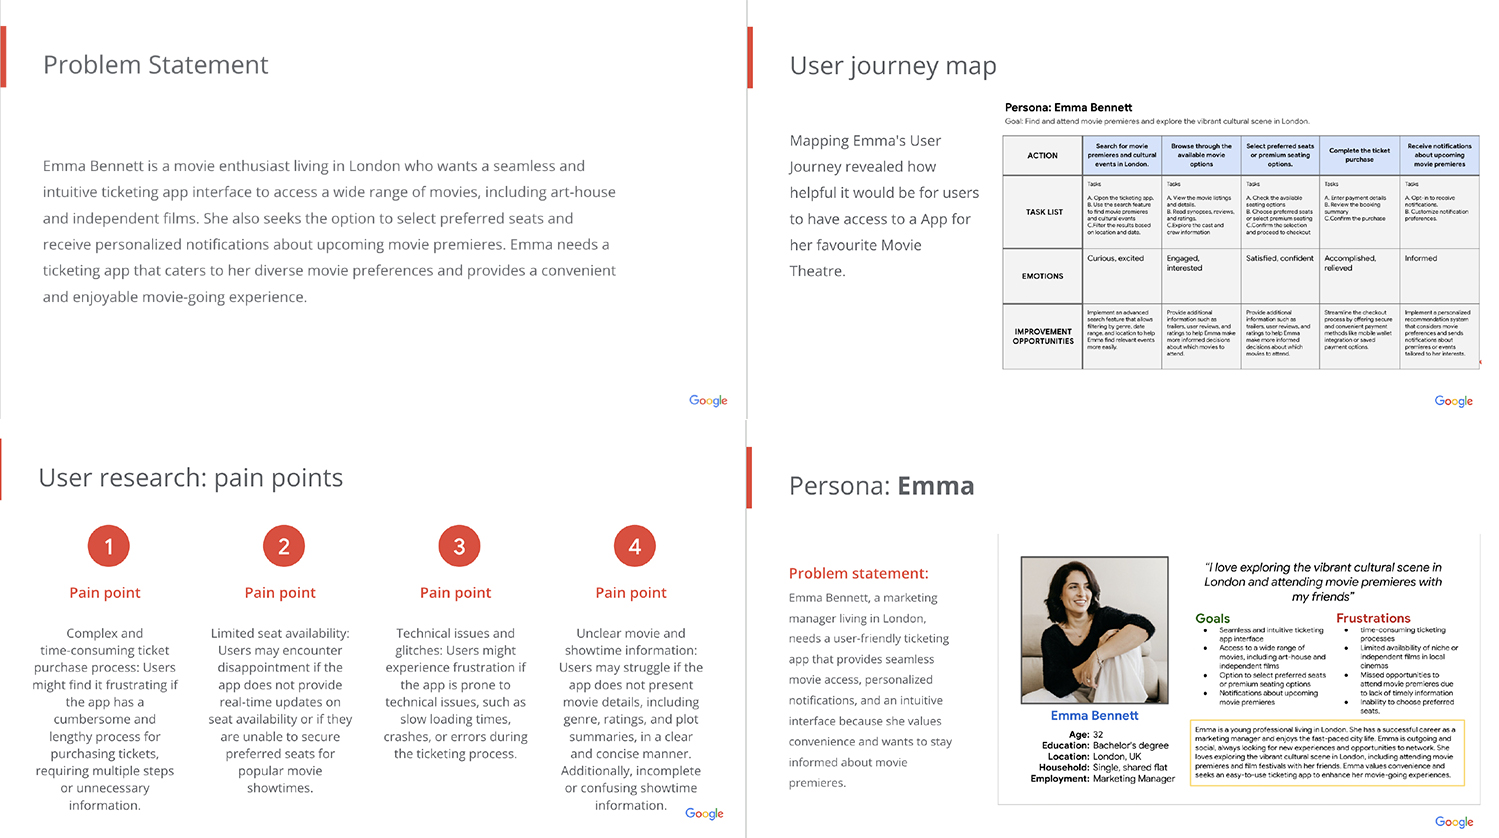 Problem Statement
Emma Bennett is a movie enthusiast living in London who wants a seamless and
intuitive ticketing app interface to access a wide range of movies, including art-house
and independent films. She also seeks the option to select preferred seats and
receive personalized notifications about upcoming movie premieres. Emma needs a
ticketing app that caters to her diverse movie preferences and provides a convenient
and enjoyable movie-going experience.
Google
User journey map
Mapping Emma's User
Journey revealed how
helpful it would be for users
to have access to a App for
her favourite Movie
Theatre.
Persona: Emma Bennett
Goal: Find and attend movie premieres and explore the vibrant cultural scene in London.
ACTION
Search for movie
premieres and cultural
events in London.
Browse through the
available movie
options
Select preferred seats
or premium seating
options.
Complete the ticket
purchase
Receive notifications
about upcoming
movie premieres
TASK LIST
Tasks
A. Open the ticketing app.
B. Use the search feature
to find movie premieres
and cultural events
C.Filter the results based
on location and date.
Tasks
A. View the movie listings
and details.
B. Read synopses, reviews,
and ratings.
C.Explore the cast and
crew information
Tasks
A. Check the available
seating options
B. Choose preferred seats
or select premium seating
C.Confirm the selection
and proceed to checkout
Tasks
A. Enter payment details
B. Review the booking
summary
C.Confirm the purchase
Tasks
A. Opt-in to receive
notifications.
B. Customize notification
preferences.
EMOTIONS
Curious, excited
Engaged,
interested
Satisfied, confident
Accomplished,
relieved
Informed
IMPROVEMENT
OPPORTUNITIES
Implement an advanced
search feature that allows
filtering by genre, date
range, and location to help
Emma find relevant events
more easily.
Provide additional
information such as
trailers, user reviews, and
ratings to help Emma make
more informed decisions
about which movies to
attend.
Provide additional
information such as
trailers, user reviews, and
ratings to help Emma
make more informed
decisions about which
movies to attend.
Streamline the checkout
process by offering secure
and convenient payment
methods like mobile wallet
integration or saved
payment options.
Implement a personalized
recommendation system
that considers movie
preferences and sends
notifications about
premieres or events
tailored to her interests.
Google
User research: pain points
1
Pain point
Complex and
time-consuming ticket
purchase process: Users
might find it frustrating if
the app has a
cumbersome and
lengthy process for
purchasing tickets,
requiring multiple steps
or unnecessary
information.
2
Pain point
Limited seat availability:
Users may encounter
disappointment if the
app does not provide
real-time updates on
seat availability or if they
are unable to secure
preferred seats for
popular movie
showtimes.
3
Pain point
Technical issues and
glitches: Users might
experience frustration if
the app is prone to
technical issues, such as
slow loading times,
crashes, or errors during
the ticketing process.
4
Pain point
Unclear movie and
showtime information:
Users may struggle if the
app does not present
movie details, including
genre, ratings, and plot
summaries, in a clear
and concise manner.
Additionally, incomplete
or confusing showtime
information.
Google
Persona: Emma
Problem statement:
Emma Bennett, a marketing
manager living in London,
needs a user-friendly ticketing
app that provides seamless
movie access, personalized
notifications, and an intuitive
interface because she values
convenience and wants to stay
informed about movie
premieres.
Emma Bennett
Age: 32
Education: Bachelor's degree
Location: London, UK
Household: Single, shared flat
Employment: Marketing Manager
"I love exploring the vibrant cultural scene in
London and attending movie premieres with
my friends"
Goals
Seamless and intuitive ticketing
app interface
Access to a wide range of
movies, including art-house and
independent films
Option to select preferred seats
or premium seating options
Notifications about upcoming
movie premieres
Frustrations
time-consuming ticketing
processes
Limited availability of niche or
independent films in local
cinemas
Missed opportunities to
attend movie premieres due
to lack of timely information
Inability to choose preferred
seats.
Emma is a young professional living in London. She has a successful career as a
marketing manager and enjoys the fast-paced city life. Emma is outgoing and
social, always looking for new experiences and opportunities to network. She
loves exploring the vibrant cultural scene in London, including attending movie
premieres and film festivals with her friends. Emma values convenience and
seeks an easy-to-use ticketing app to enhance her movie-going experiences.
Google